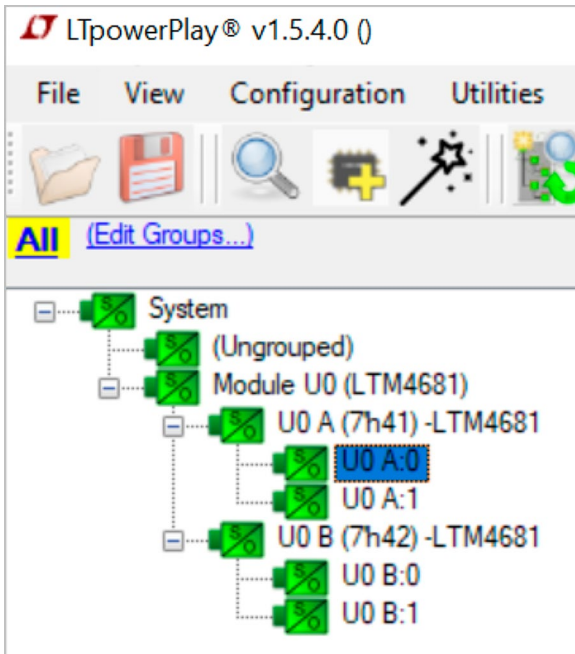 LTpowerPlay® v1.5.4.0 ()
File View Configuration Utilities
All (Edit Groups...)
System
(Ungrouped)
Module U0 (LTM4681)
U0 A (7h41) -LTM4681
U0 A:0
U0 A:1
U0 B (7h42) -LTM4681
U0 B:0
U0 B:1